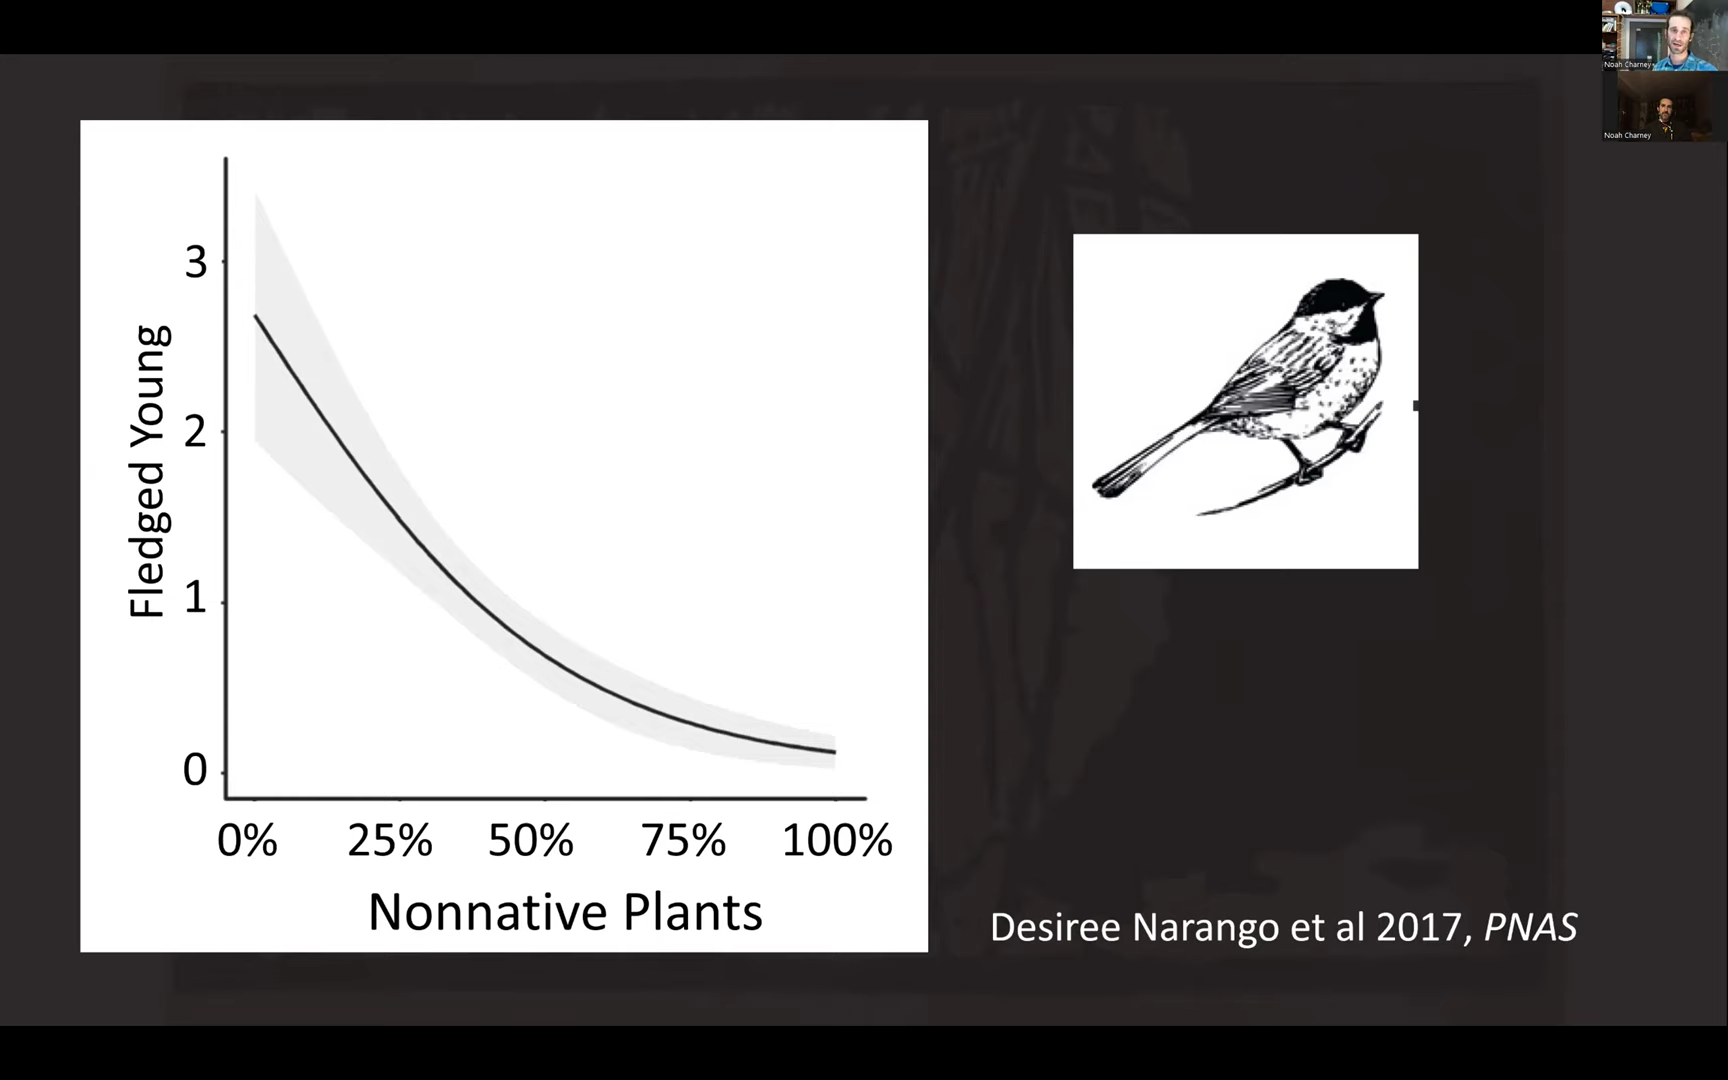 Noah Charney
Noah Charney
3
2
1
0
Fledged Young
0% 25% 50% 75% 100%
Nonnative Plants
Desiree Narango et al 2017, PNAS